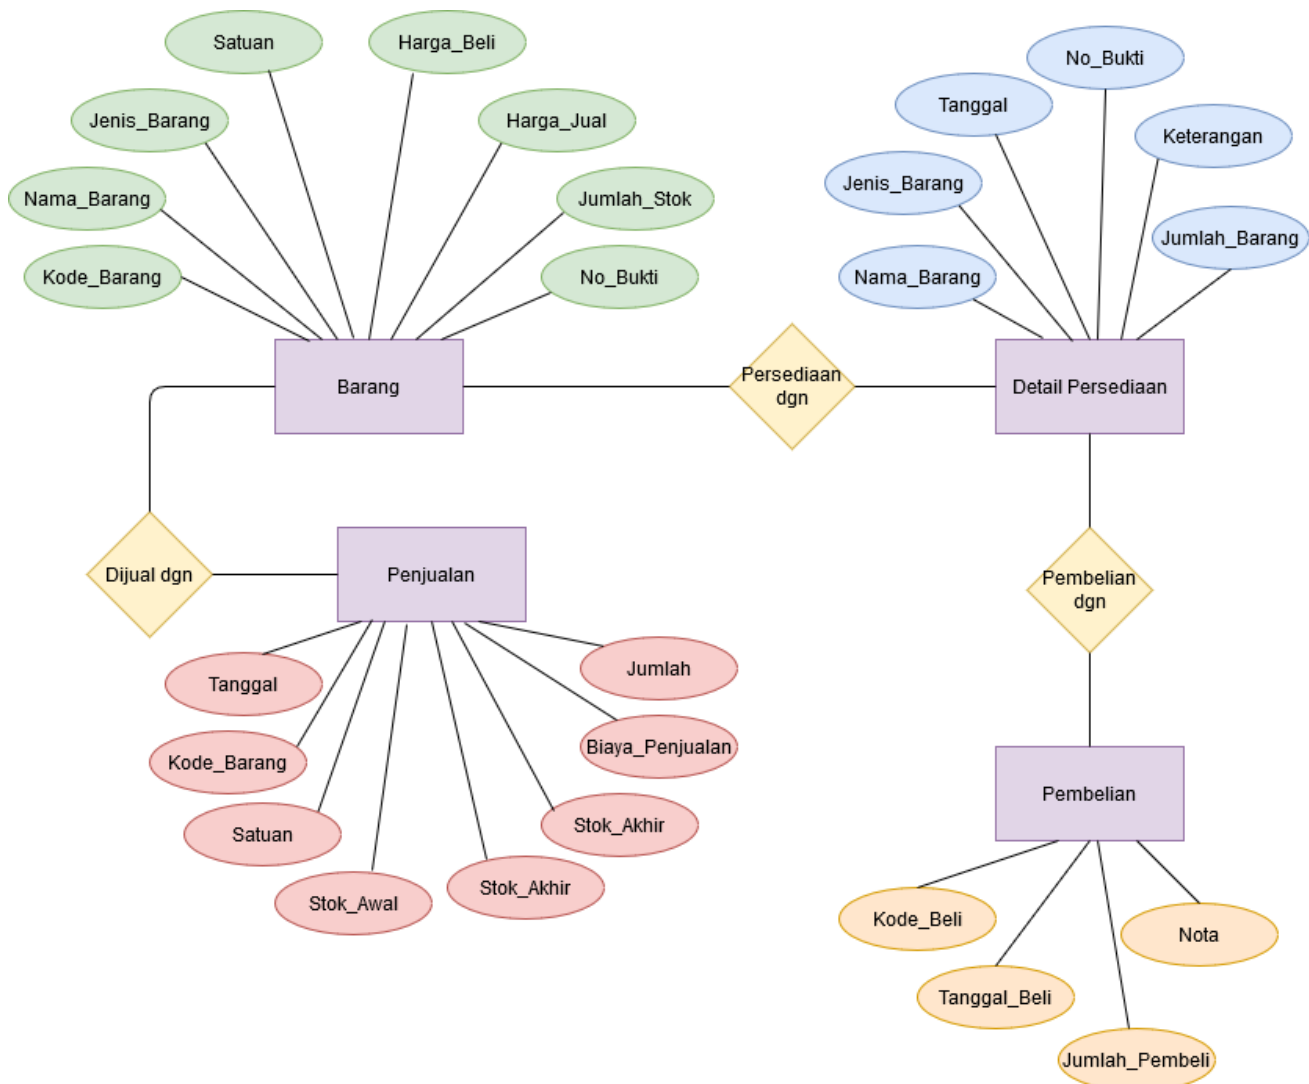 Satuan
Harga_Beli
No_Bukti
Tanggal
Jenis_Barang
Harga_Jual
Keterangan
Jenis_Barang
Nama_Barang
Jumlah_Stok
Jumlah_Barang
Kode_Barang
No_Bukti
Nama_Barang
Barang
Persediaan
dgn
Detail Persediaan
Dijual dgn
Penjualan
Pembelian
dgn
Tanggal
Jumlah
Kode_Barang
Biaya_Penjualan
Satuan
Stok_Akhir
Stok_Awal
Stok_Akhir
Pembelian
Kode_Beli
Nota
Tanggal_Beli
Jumlah_Pembeli